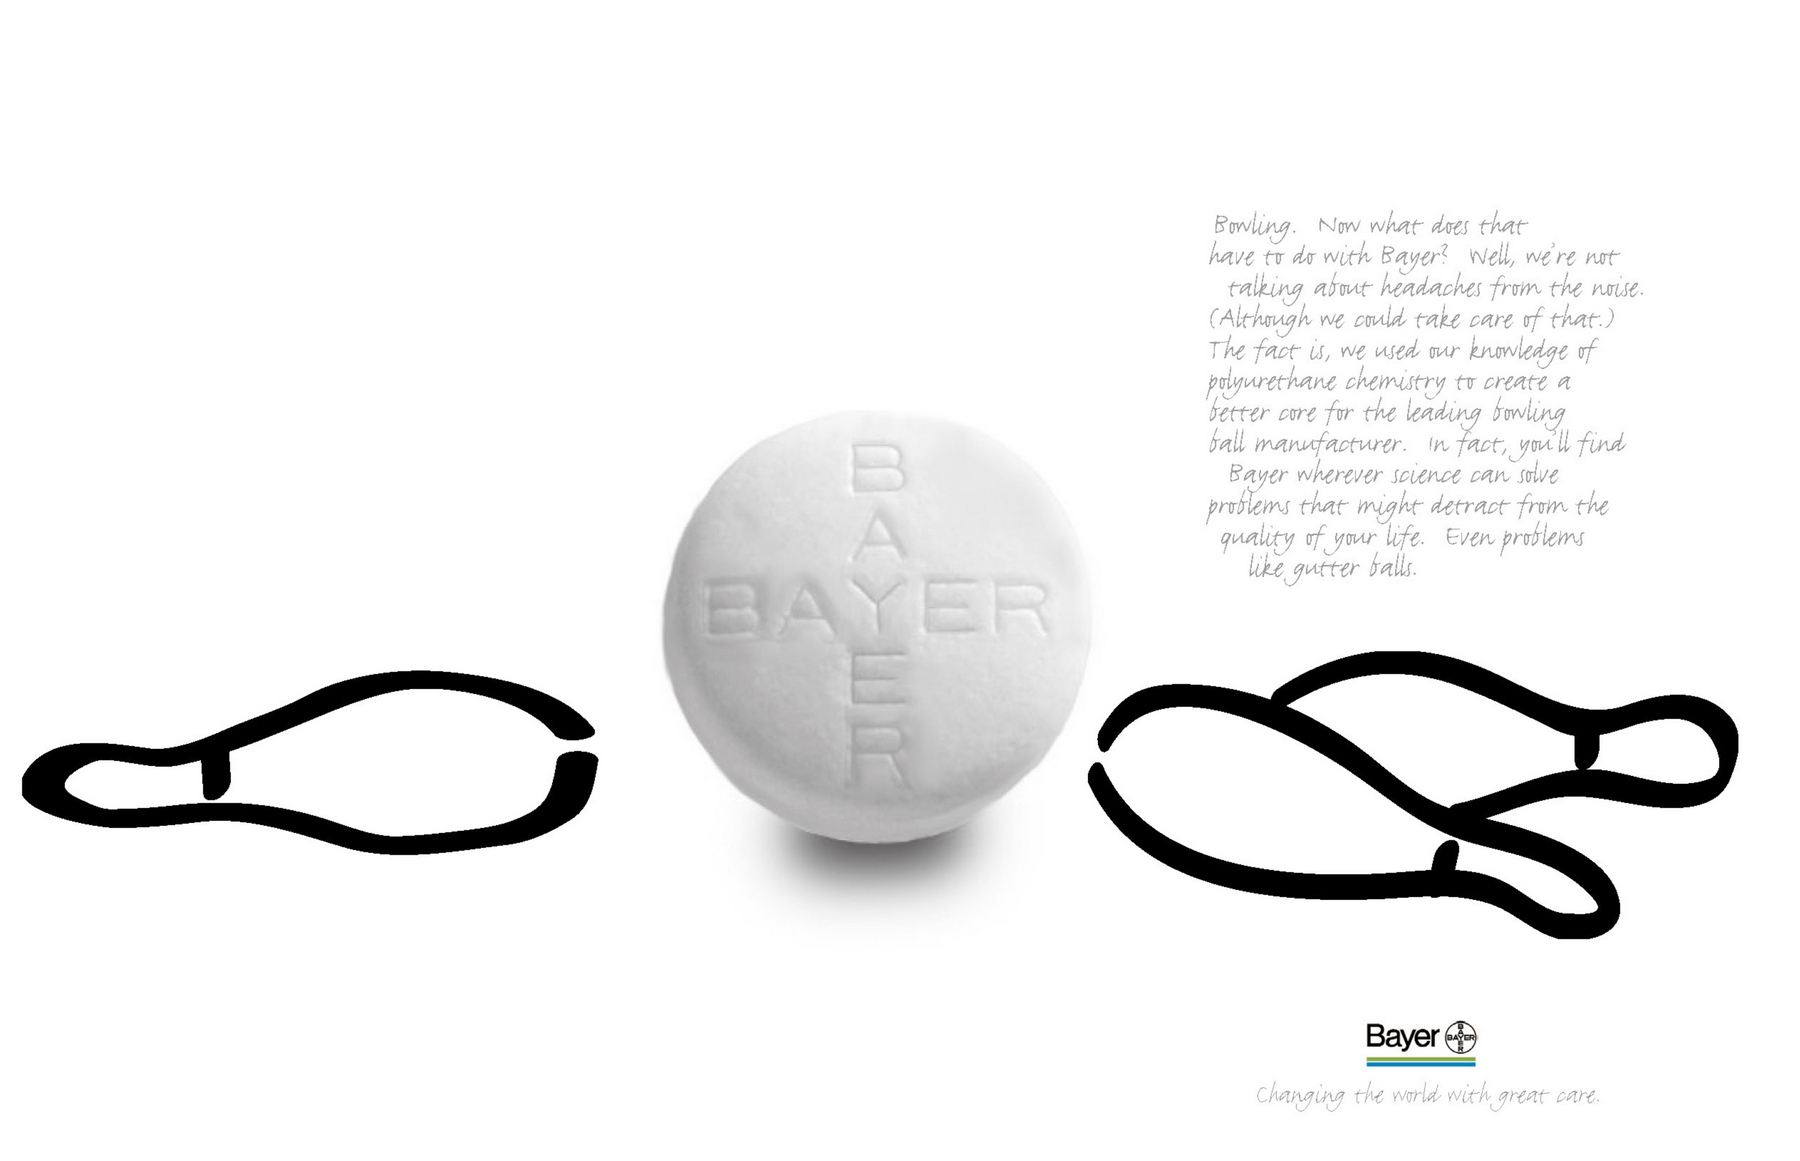 BAYER
BAYER
Bowling. Now what does that
have to do with Bayer? Well, we're not
talking about headaches from the noise.
(Although we could take care of that.)
The fact is, we used our knowledge of
polyurethane chemistry to create a
better core for the leading bowling
ball manufacturer. In fact, you'll find
Bayer wherever science can solve
problems that might detract from the
quality of your life. Even problems
like gutter balls.
Bayer
BAYER
BAYER
Changing the world with great care.